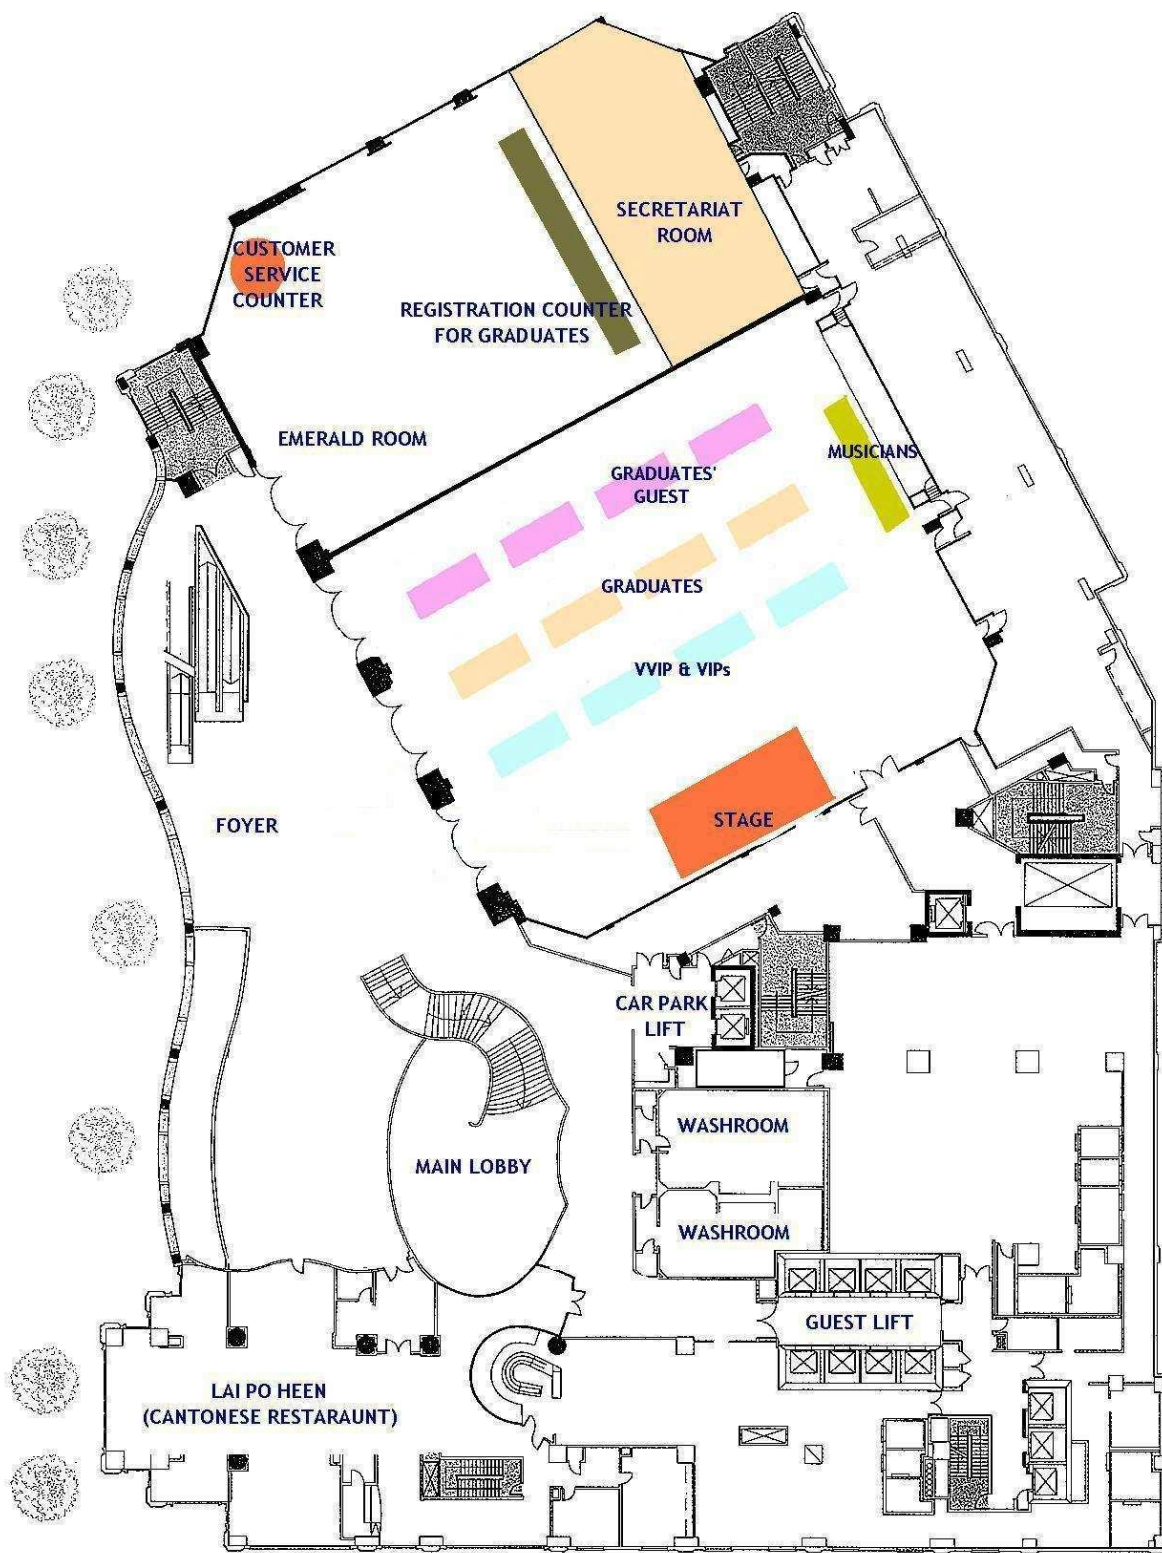 SECRETARIAT
ROOM
CUSTOMER
SERVICE
COUNTER
REGISTRATION COUNTER
FOR GRADUATES
EMERALD ROOM
GRADUATES'
GUEST
MUSICIANS
GRADUATES
VVIP & VIPs
STAGE
FOYER
CAR PARK
LIFT
WASHROOM
MAIN LOBBY
WASHROOM
GUEST LIFT
LAI PO HEEN
(CANTONESE RESTARAUNT)